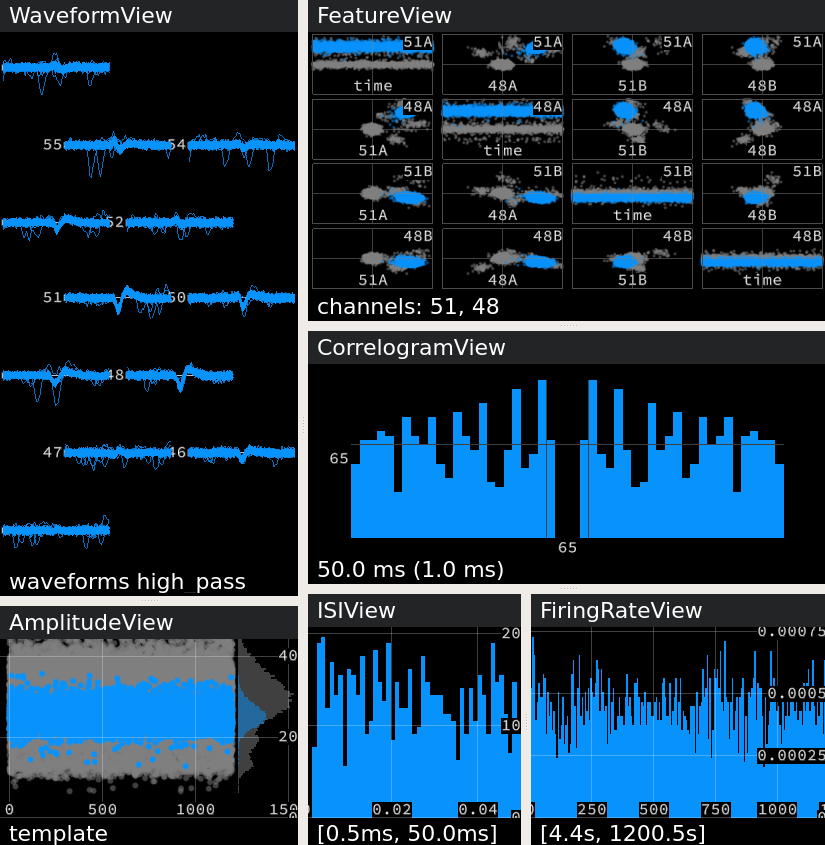 WaveformView
55 54
52
51 50
48
47 46
waveforms high_pass
FeatureView
51A 51A 51A 51A
time 48A 51B 48B
48A 48A 48A 48A
51A time 51B 48B
51B 51B 51B 51B
51A 48A time 48B
48B 48B 48B 48B
51A 48A 51B time
channels: 51, 48
CorrelogramView
65
65
50.0 ms (1.0 ms)
AmplitudeView
40
20
0 500 1000
template
ISIView
20
10
0.02 0.04
[0.5ms, 50.0ms]
FiringRateView
0.00075
0.0005
0.00025
250 500 750 1000
[4.4s, 1200.5s]